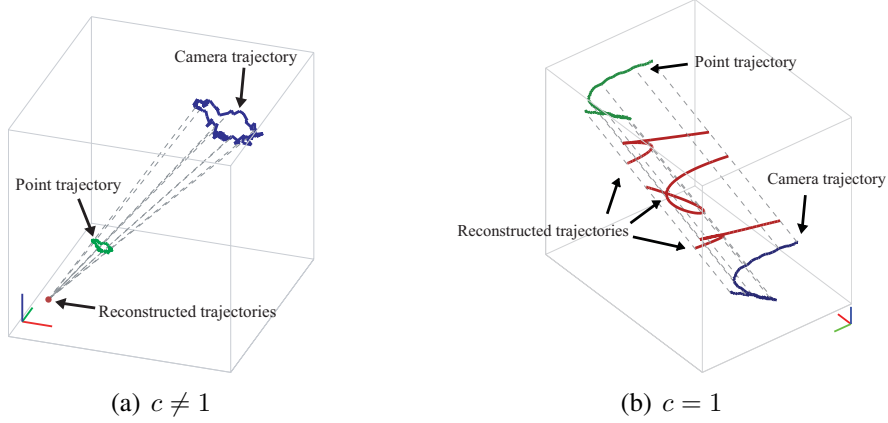 Camera trajectory
Point trajectory
Reconstructed trajectories
(a) c ≠ 1
Point trajectory
Camera trajectory
Reconstructed trajectories
(b) c = 1